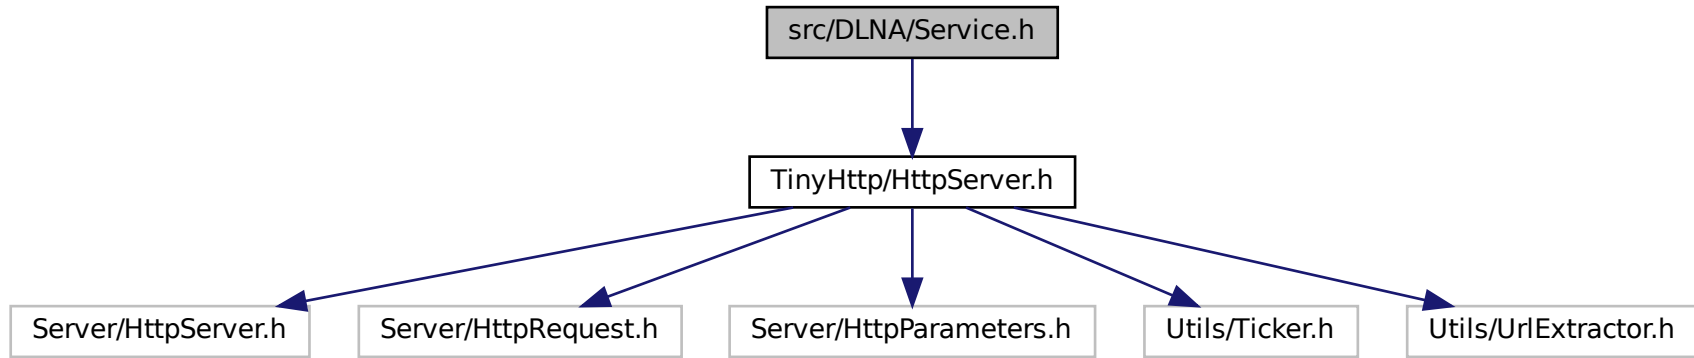 src/DLNA/Service.h
TinyHttp/HttpServer.h
Server/HttpServer.h
Server/HttpRequest.h
Server/HttpParameters.h
Utils/Ticker.h
Utils/UrlExtractor.h